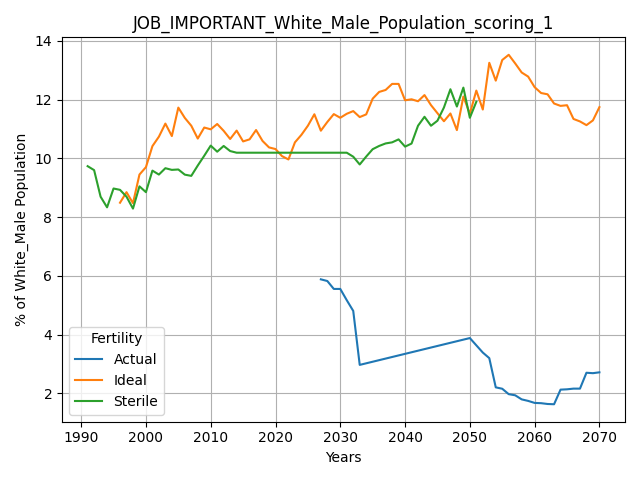 JOB_IMPORTANT_White_Male_Population_scoring_1
% of White_Male Population
14
12
10
8
6
4
2
Fertility
Actual
Ideal
Sterile
1990 2000 2010 2020 2030 2040 2050 2060 2070
Years